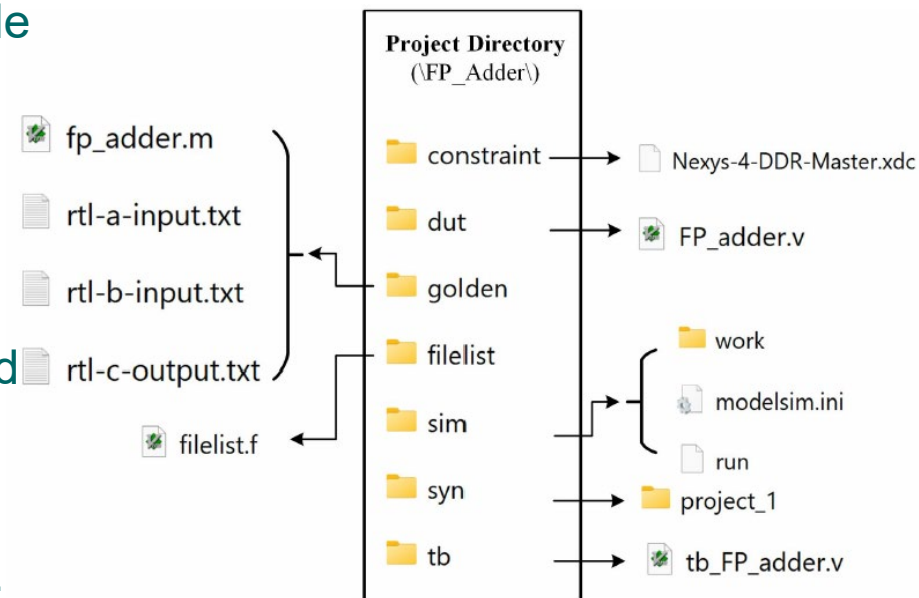 le
d
Project Directory
(\FP_Adder\)
constraint
dut
golden
filelist
sim
syn
tb
fp_adder.m
rtl-a-input.txt
rtl-b-input.txt
rtl-c-output.txt
filelist.f
Nexys-4-DDR-Master.xdc
FP_adder.v
work
modelsim.ini
run
project_1
tb_FP_adder.v